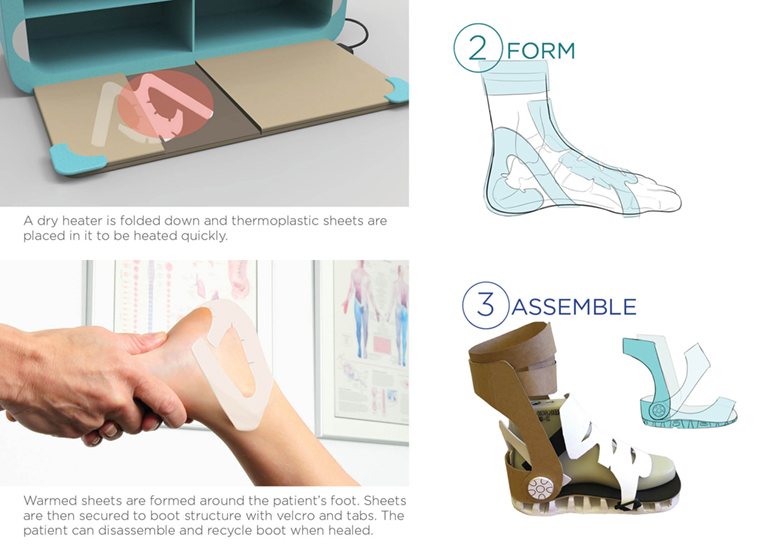 2 FORM
A dry heater is folded down and thermoplastic sheets are
placed in it to be heated quickly.
3 ASSEMBLE
Warmed sheets are formed around the patient's foot. Sheets
are then secured to boot structure with velcro and tabs. The
patient can disassemble and recycle boot when healed.